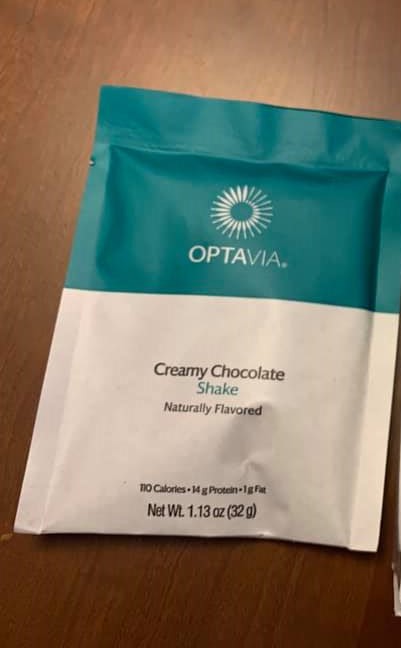 OPTAVIA®
Creamy Chocolate
Shake
Naturally Flavored
110 Calories • 14 g Protein • 1 g Fat
Net Wt. 1.13 oz (32 g)